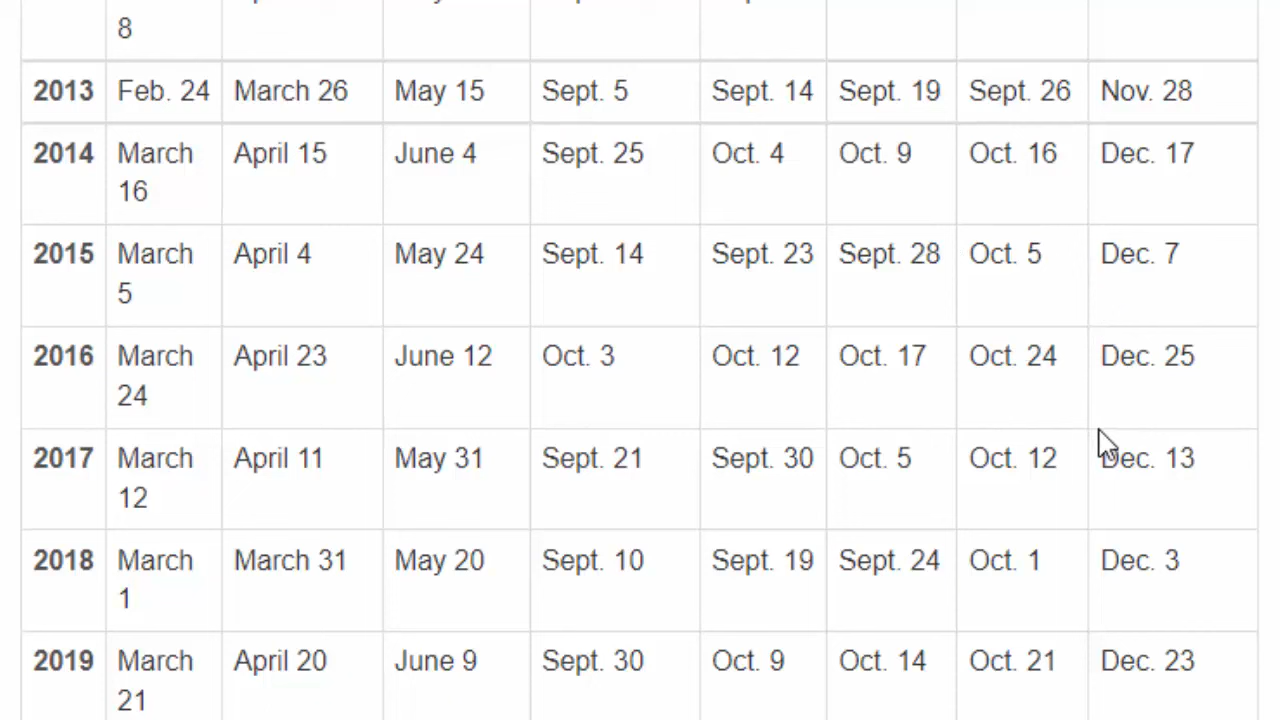 8
2013 Feb. 24 March 26 May 15 Sept. 5 Sept. 14 Sept. 19 Sept. 26 Nov. 28
2014 March April 15 June 4 Sept. 25 Oct. 4 Oct. 9 Oct. 16 Dec. 17
16
2015 March April 4 May 24 Sept. 14 Sept. 23 Sept. 28 Oct. 5 Dec. 7
5
2016 March April 23 June 12 Oct. 3 Oct. 12 Oct. 17 Oct. 24 Dec. 25
24
2017 March April 11 May 31 Sept. 21 Sept. 30 Oct. 5 Oct. 12 Dec. 13
12
2018 March March 31 May 20 Sept. 10 Sept. 19 Sept. 24 Oct. 1 Dec. 3
1
2019 March April 20 June 9 Sept. 30 Oct. 9 Oct. 14 Oct. 21 Dec. 23
21